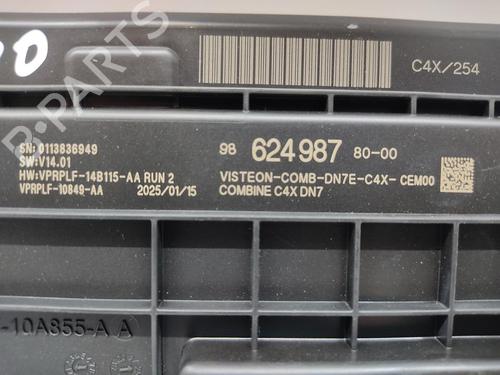 C4X/254
SN: 0113836949
SW:V14.01
HW:VPRPLF-14B115-AA RUN 2
VPRPLF-10849-AA 2025/01/15
98 624987 80-00
VISTEON-COMB-DN7E-C4X- CEM00
COMBINE C4X DN7
-10A855-A A
B-PARTS